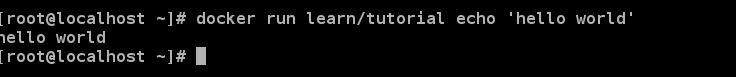 [root@localhost ~]# docker run learn/tutorial echo 'hello world'
hello world
[root@localhost ~]#